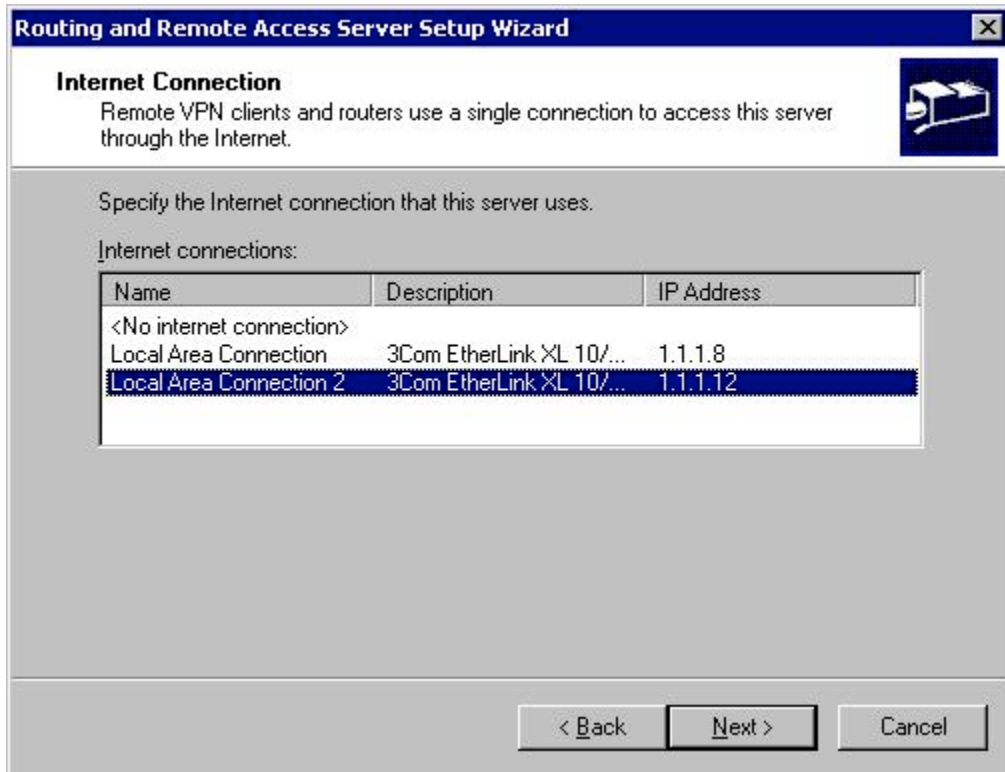 Routing and Remote Access Server Setup Wizard
Internet Connection
Remote VPN clients and routers use a single connection to access this server
through the Internet.
Specify the Internet connection that this server uses.
Internet connections:
Name Description IP Address
<No internet connection>
Local Area Connection 3Com EtherLink XL 10/... 1.1.1.8
Local Area Connection 2 3Com EtherLink XL 10/... 1.1.1.12
< Back Next > Cancel